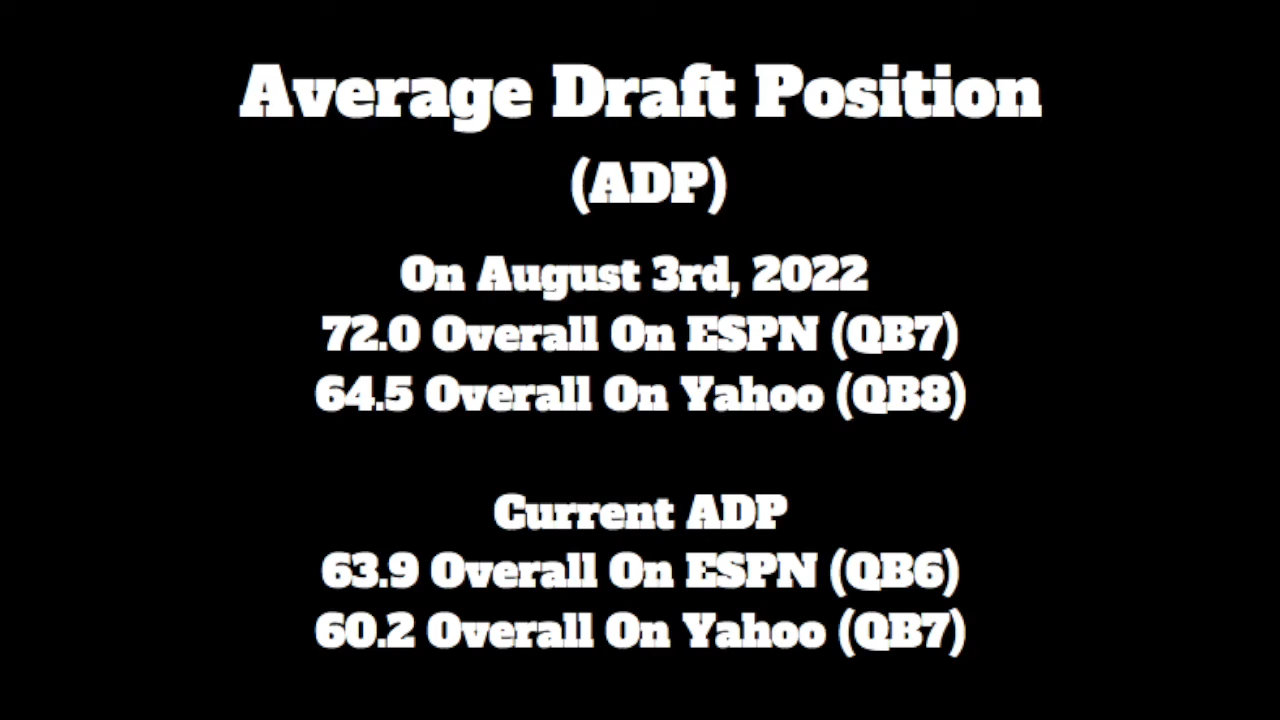 Average Draft Position
(ADP)
On August 3rd, 2022
72.0 Overall On ESPN (QB7)
64.5 Overall On Yahoo (QB8)
Current ADP
63.9 Overall On ESPN (QB6)
60.2 Overall On Yahoo (QB7)